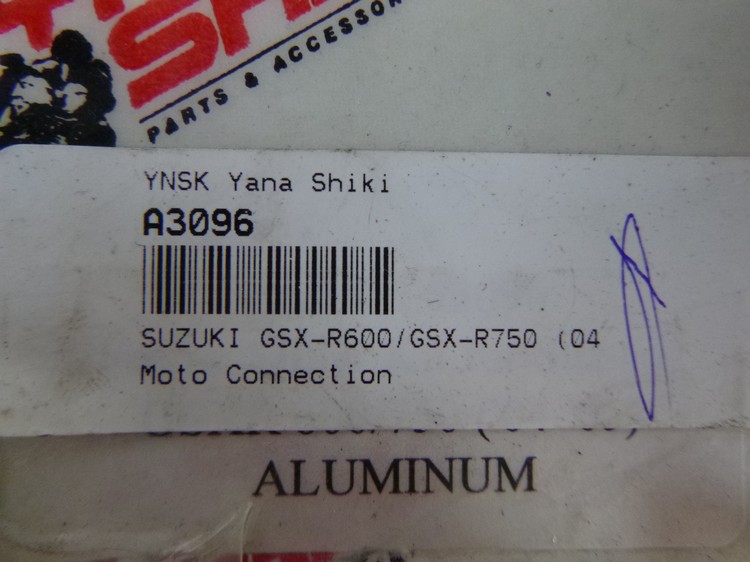 PARTS & ACCESSOR
YNSK Yana Shiki
A3096
SUZUKI GSX-R600/GSX-R750 (04
Moto Connection
ALUMINUM